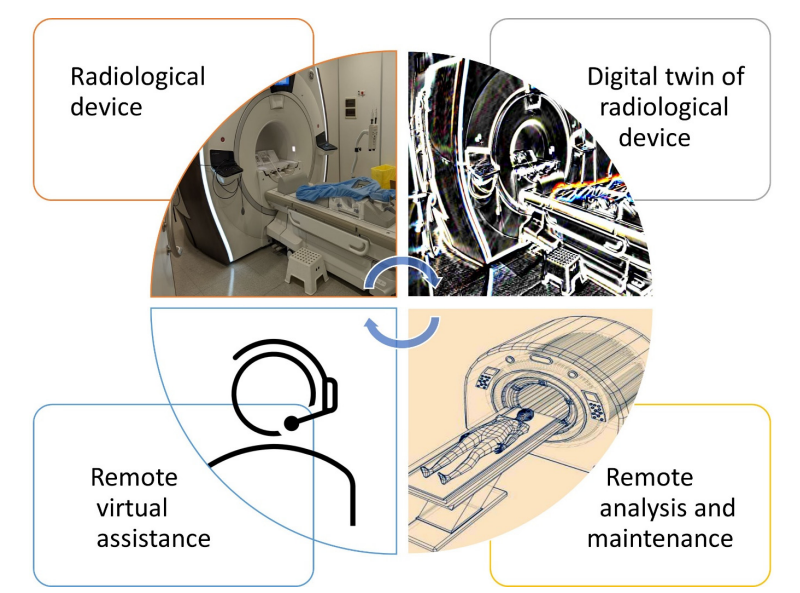 Radiological
device
Digital twin of
radiological
device
Remote
virtual
assistance
Remote
analysis and
maintenance